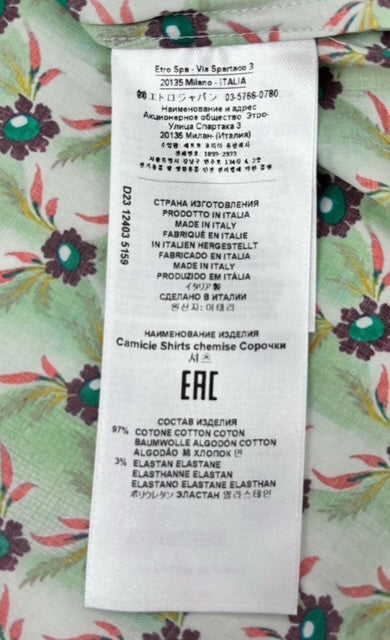 Etro Spa - Via Spartaco 3
20135 Milano - ITALIA
㈱エトロジャパン 03-5766-0780
Наименование и адрес
Акционерное общество Этро-
Улица Спартака 3
20135 Милан- (Италия)
D23 12403 5159
СТРАНА ИЗГОТОВЛЕНИЯ
PRODOTTO IN ITALIA
MADE IN ITALY
FABRIQUÉ EN ITALIE
IN ITALIEN HERGESTELLT
FABRICADO EN ITALIA
MADE IN ITALY
PRODUZIDO EM ITÁLIA
イタリア製
СДЕЛАНО В ИТАЛИИ
원산지: 이태리
НАИМЕНОВАНИЕ ИЗДЕЛИЯ
Camicie Shirts chemise Сорочки
셔츠
EAC
СОСТАВ ИЗДЕЛИЯ
97% COTONE COTTON COTON
BAUMWOLLE ALGODÓN COTTON
ALGODÃO 綿 ХЛОПОК 면
3% ELASTAN ELASTANE
ELASTHANNE ELASTAN
ELASTANO ELASTANE ELASTHAN
ポリウレタン ЭЛАСТАН 엘라스테인